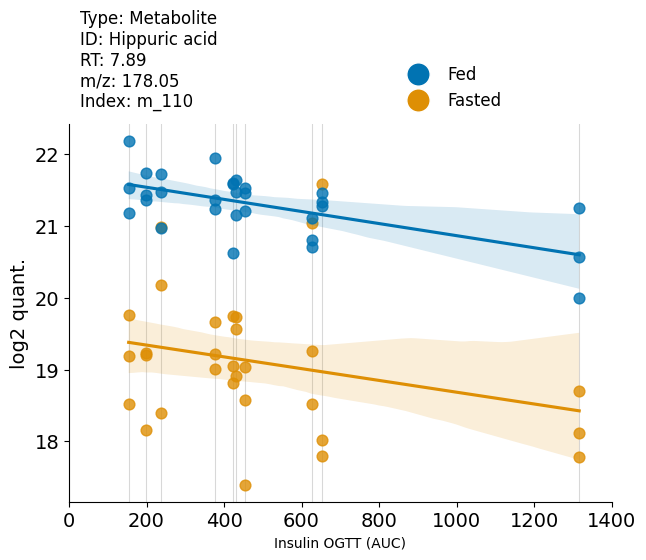 Type: Metabolite
ID: Hippuric acid
RT: 7.89
m/z: 178.05
Index: m_110
Fed
Fasted
22
21
20
19
18
log2 quant.
0 200 400 600 800 1000 1200 1400
Insulin OGTT (AUC)